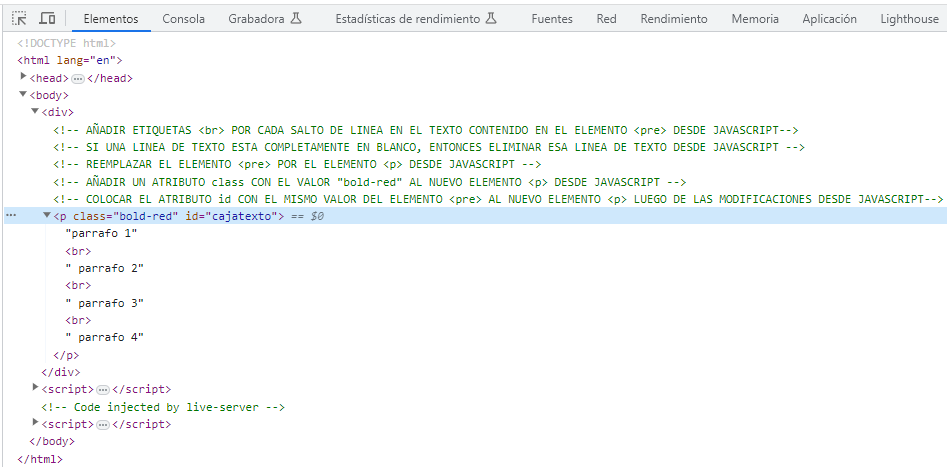 Elementos Consola Grabadora Estadísticas de rendimiento Fuentes Red Rendimiento Memoria Aplicación Lighthouse
<!DOCTYPE html>
<html lang="en">
<head> ··· </head>
<body>
<div>
<!-- AÑADIR ETIQUETAS <br> POR CADA SALTO DE LINEA EN EL TEXTO CONTENIDO EN EL ELEMENTO <pre> DESDE JAVASCRIPT-->
<!-- SI UNA LINEA DE TEXTO ESTA COMPLETAMENTE EN BLANCO, ENTONCES ELIMINAR ESA LINEA DE TEXTO DESDE JAVASCRIPT -->
<!-- REEMPLAZAR EL ELEMENTO <pre> POR EL ELEMENTO <p> DESDE JAVASCRIPT -->
<!-- AÑADIR UN ATRIBUTO class CON EL VALOR "bold-red" AL NUEVO ELEMENTO <p> DESDE JAVASCRIPT -->
<!-- COLOCAR EL ATRIBUTO id CON EL MISMO VALOR DEL ELEMENTO <pre> AL NUEVO ELEMENTO <p> LUEGO DE LAS MODIFICACIONES DESDE JAVASCRIPT-->
··· <p class="bold-red" id="cajatexto"> == $0
"parrafo 1"
<br>
" parrafo 2"
<br>
" parrafo 3"
<br>
" parrafo 4"
</p>
</div>
<script> ··· </script>
<!-- Code injected by live-server -->
<script> ··· </script>
</body>
</html>